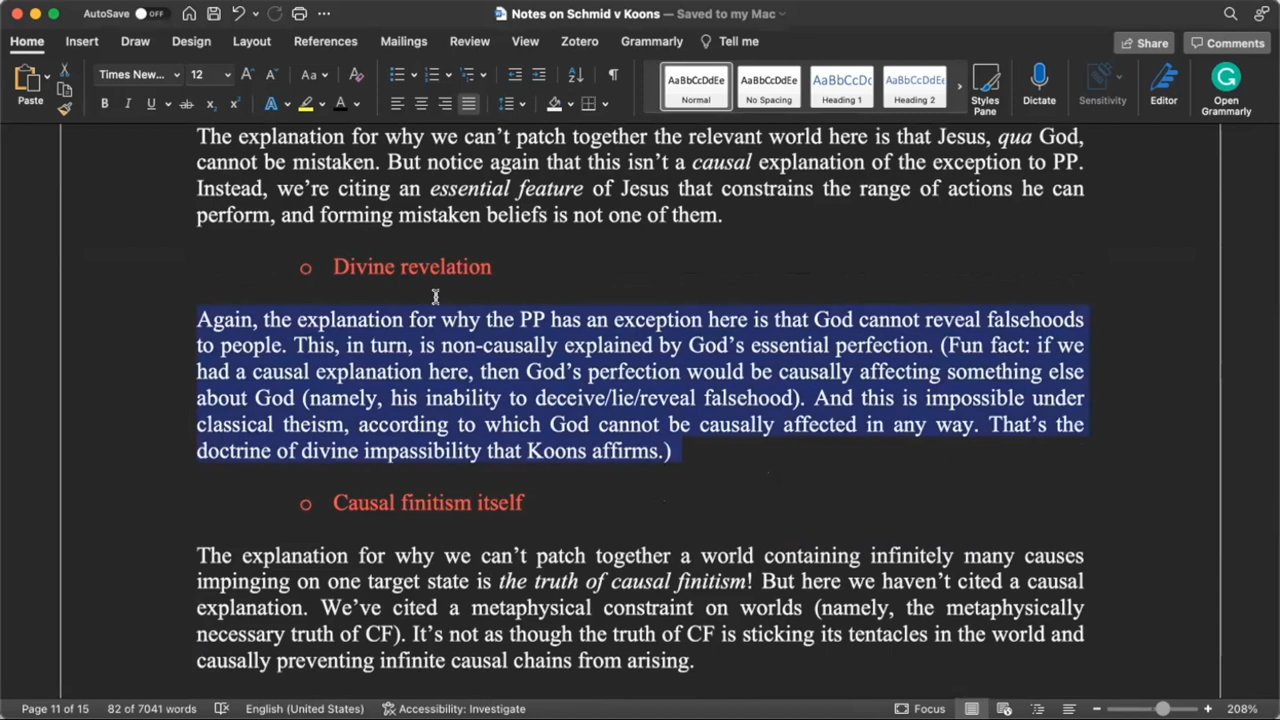 AutoSave OFF Notes on Schmid v Koons — Saved to my Mac
Home Insert Draw Design Layout References Mailings Review View Zotero Grammarly Tell me Share Comments
Paste Times New... 12 Aa AaBbCcDdEe Normal AaBbCcDdEe No Spacing AaBbCcDc Heading 1 AaBbCcDdEe Heading 2 Styles Pane Dictate Sensitivity Editor Open Grammarly
The explanation for why we can’t patch together the relevant world here is that Jesus, qua God,
cannot be mistaken. But notice again that this isn’t a causal explanation of the exception to PP.
Instead, we’re citing an essential feature of Jesus that constrains the range of actions he can
perform, and forming mistaken beliefs is not one of them.
o Divine revelation
Again, the explanation for why the PP has an exception here is that God cannot reveal falsehoods
to people. This, in turn, is non-causally explained by God’s essential perfection. (Fun fact: if we
had a causal explanation here, then God’s perfection would be causally affecting something else
about God (namely, his inability to deceive/lie/reveal falsehood). And this is impossible under
classical theism, according to which God cannot be causally affected in any way. That’s the
doctrine of divine impassibility that Koons affirms.)
o Causal finitism itself
The explanation for why we can’t patch together a world containing infinitely many causes
impinging on one target state is the truth of causal finitism! But here we haven’t cited a causal
explanation. We’ve cited a metaphysical constraint on worlds (namely, the metaphysically
necessary truth of CF). It’s not as though the truth of CF is sticking its tentacles in the world and
causally preventing infinite causal chains from arising.
Page 11 of 15 82 of 7041 words English (United States) Accessibility: Investigate Focus 208%